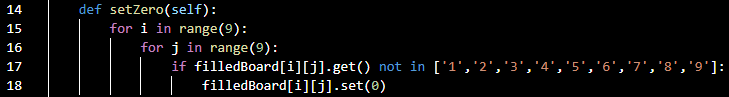 14 def setZero(self):
15 for i in range(9):
16 for j in range(9):
17 if filledBoard[i][j].get() not in ['1','2','3','4','5','6','7','8','9']:
18 filledBoard[i][j].set(0)